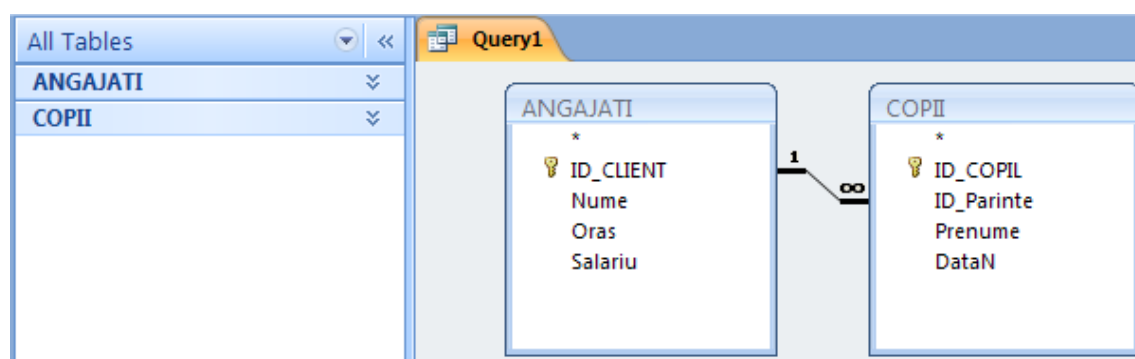 All Tables
ANGAJATI
COPII
Query1
ANGAJATI
*
ID_CLIENT
Nume
Oras
Salariu
1
∞
COPII
*
ID_COPIL
ID_Parinte
Prenume
DataN